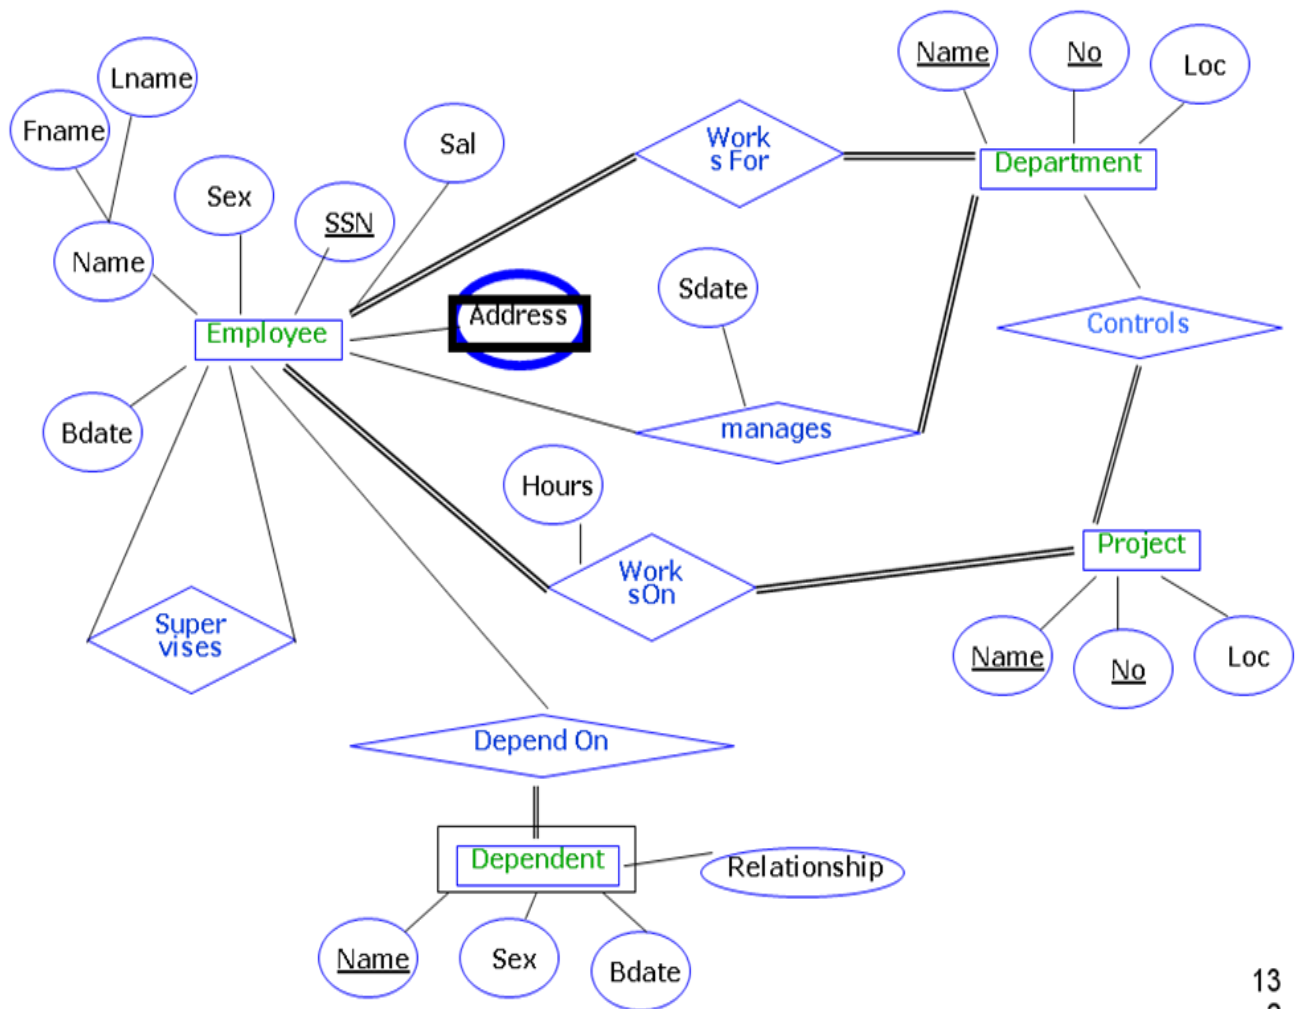 Name
No
Loc
Lname
Fname
Sal
Work
s For
Department
Sex
SSN
Name
Sdate
Address
Controls
Employee
Bdate
manages
Hours
Project
Work
sOn
Super
vises
Name
No
Loc
Depend On
Dependent
Relationship
Name
Sex
Bdate
13